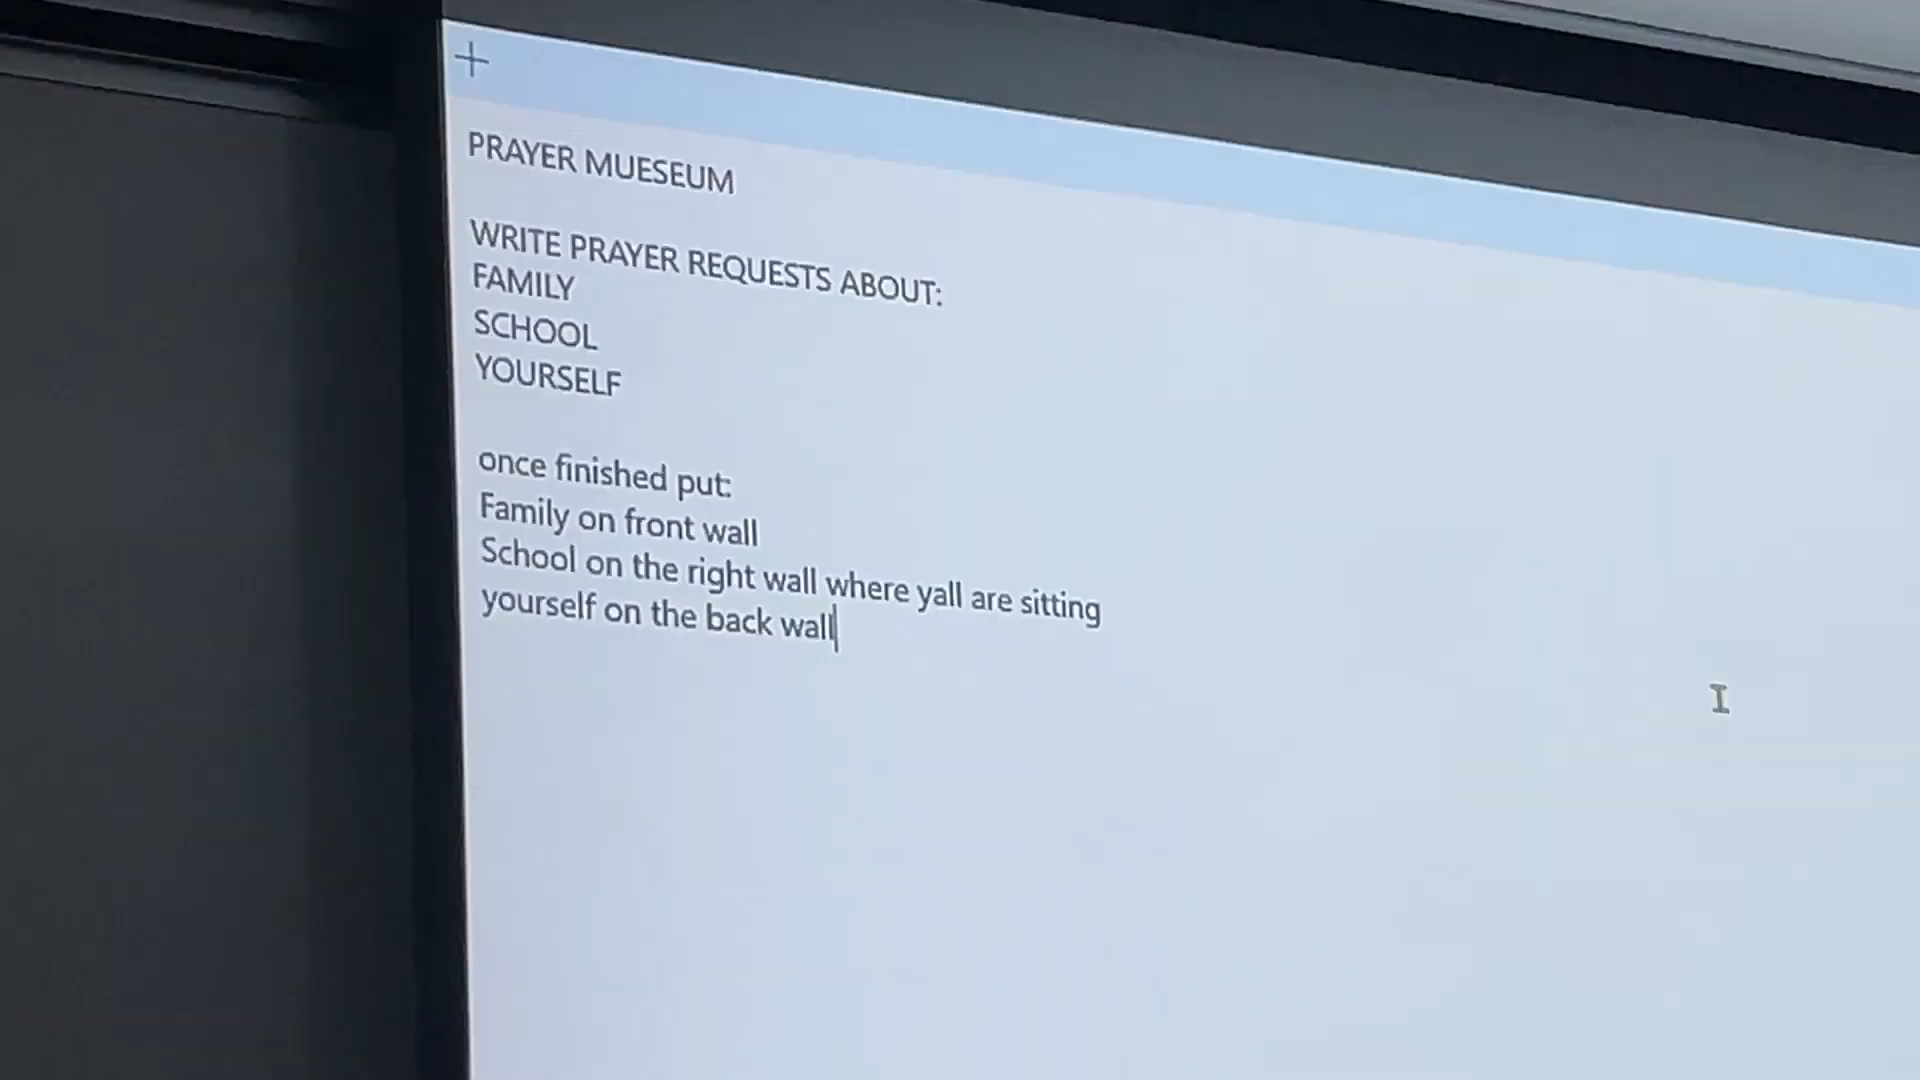 PRAYER MUESEUM
WRITE PRAYER REQUESTS ABOUT:
FAMILY
SCHOOL
YOURSELF
once finished put:
Family on front wall
School on the right wall where yall are sitting
yourself on the back wall